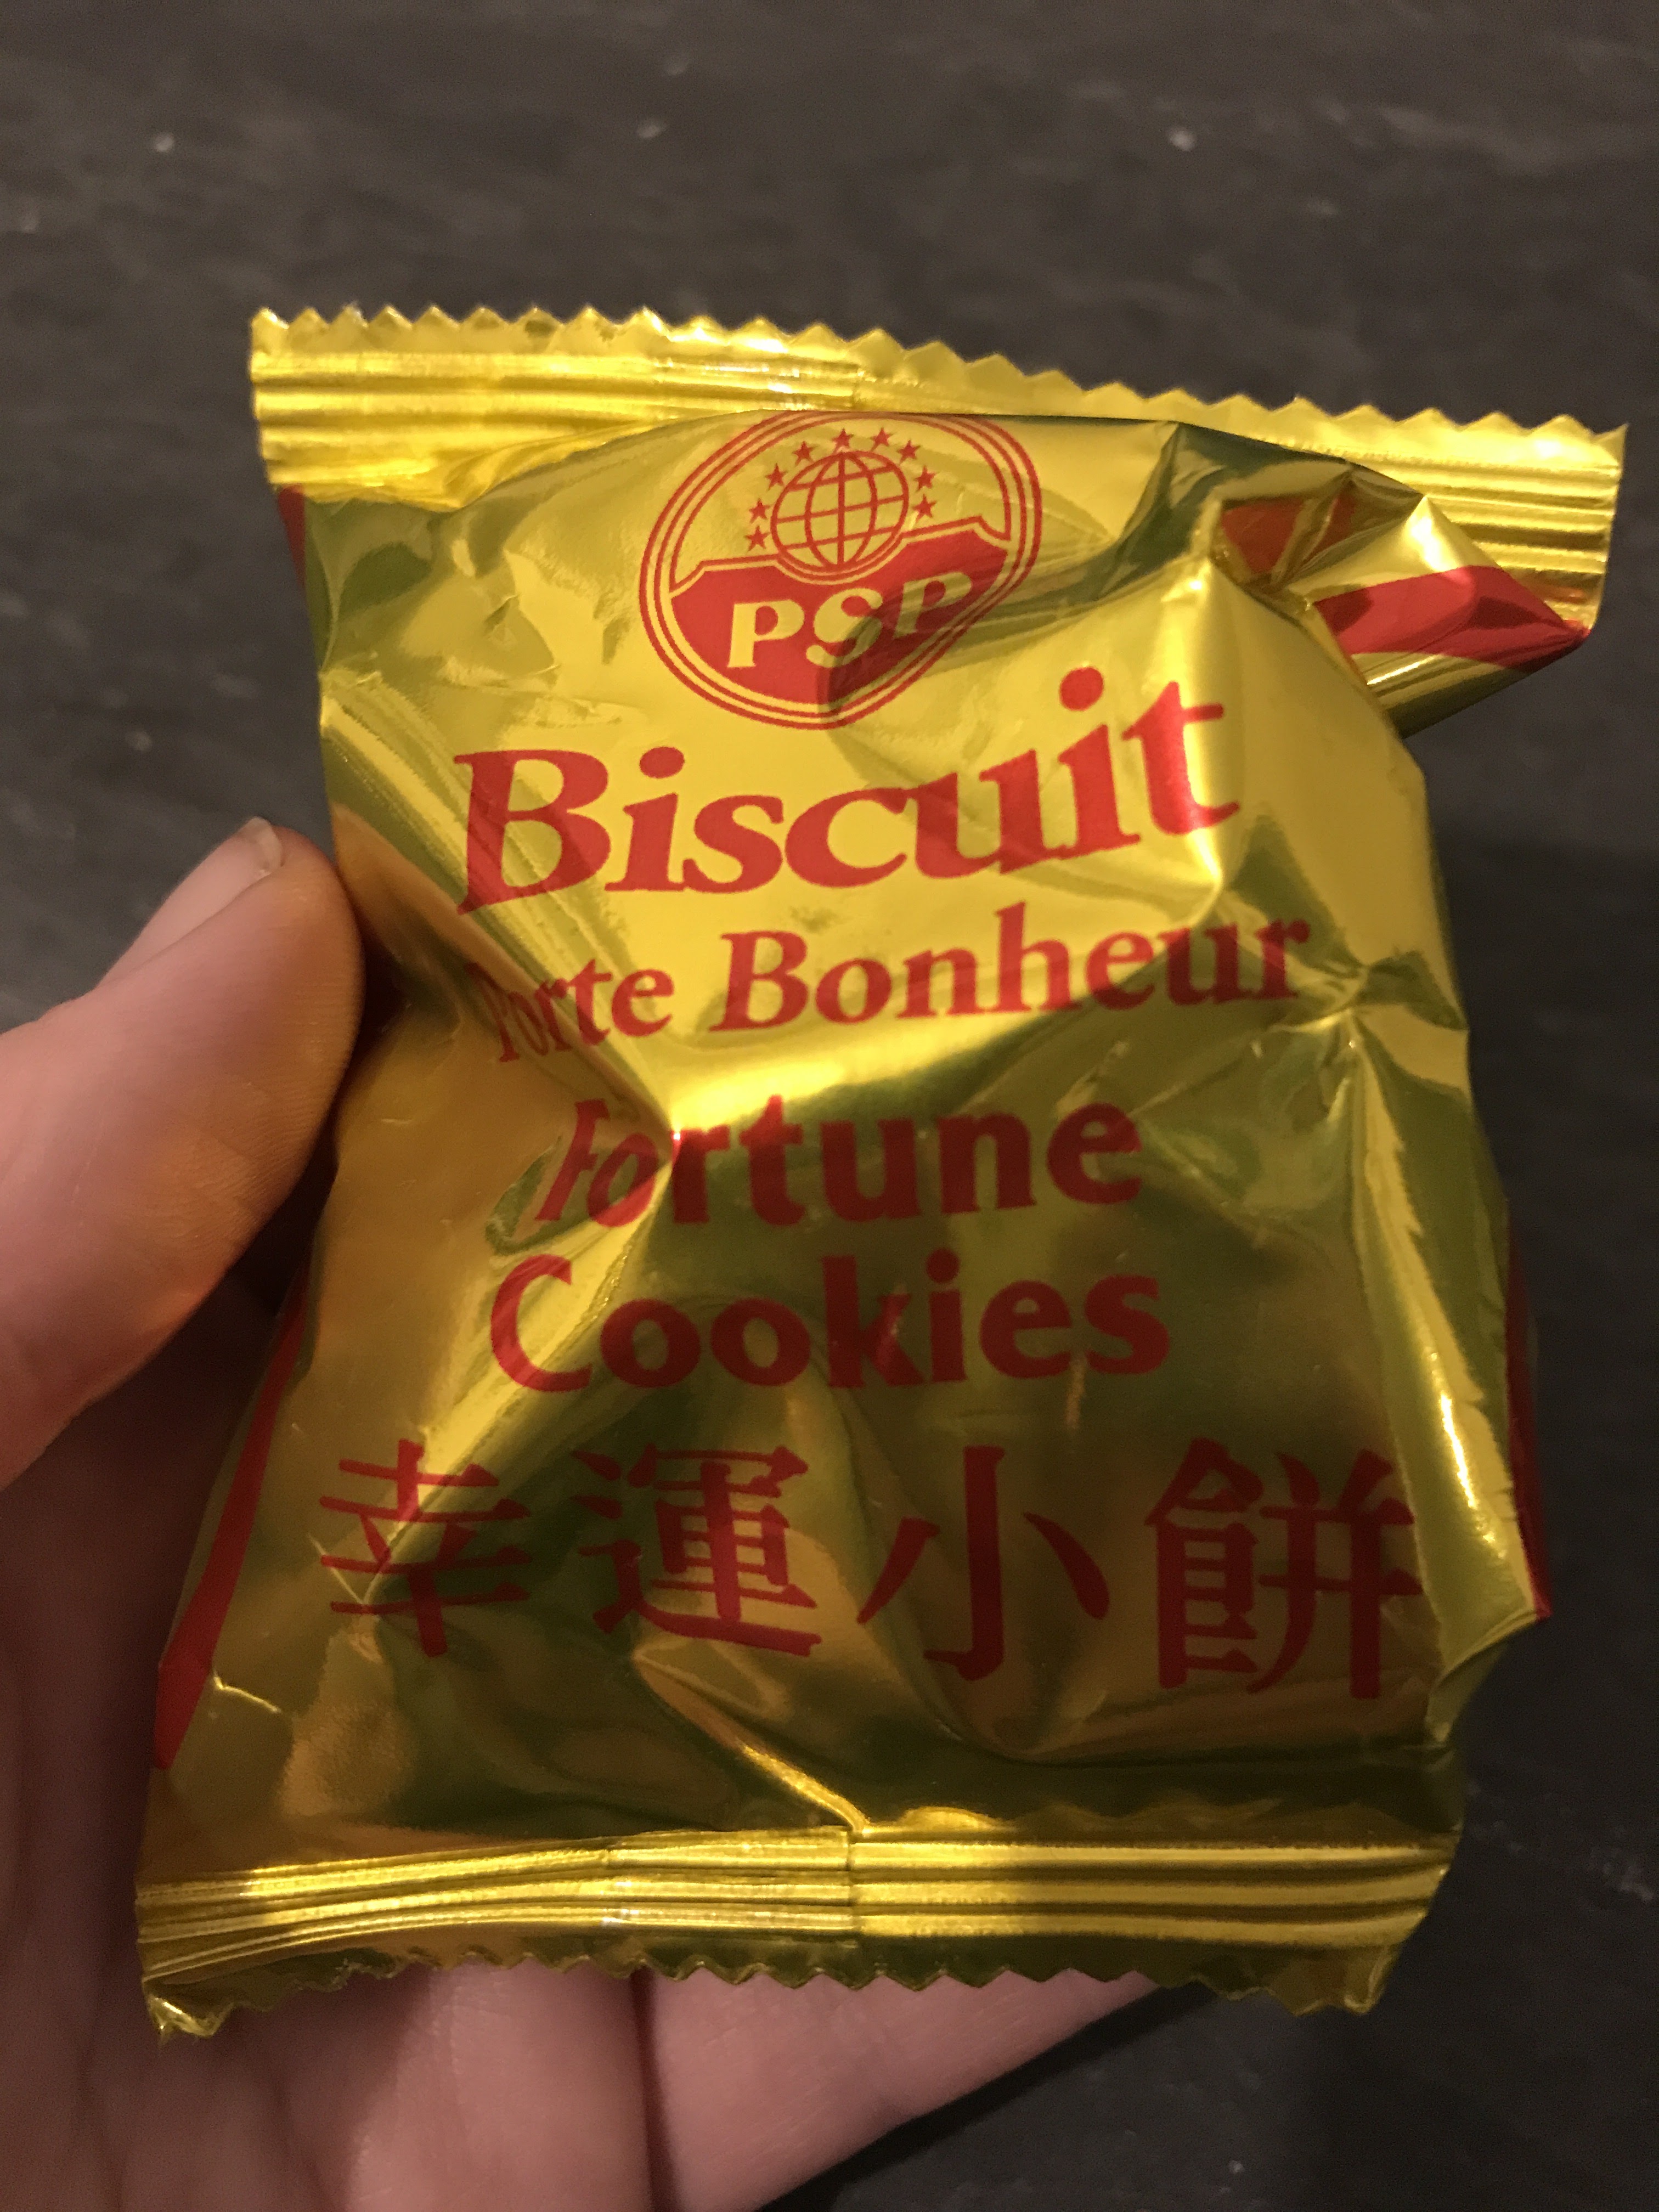 PSP
Biscuit
Porte Bonheur
Fortune
Cookies
幸運小餅